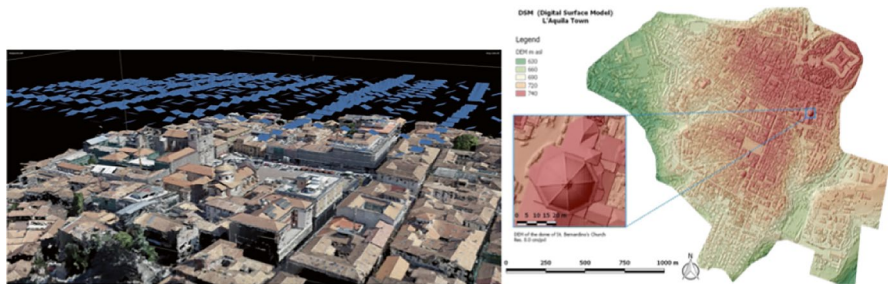 DSM (Digital Surface Model)
L'Aquila Town
Legend
DEM m asl
630
660
690
720
740
0 5 10 15 20 m
DEM of the dome of St. Bernardino's Church
0 250 500 750 1000 m
N